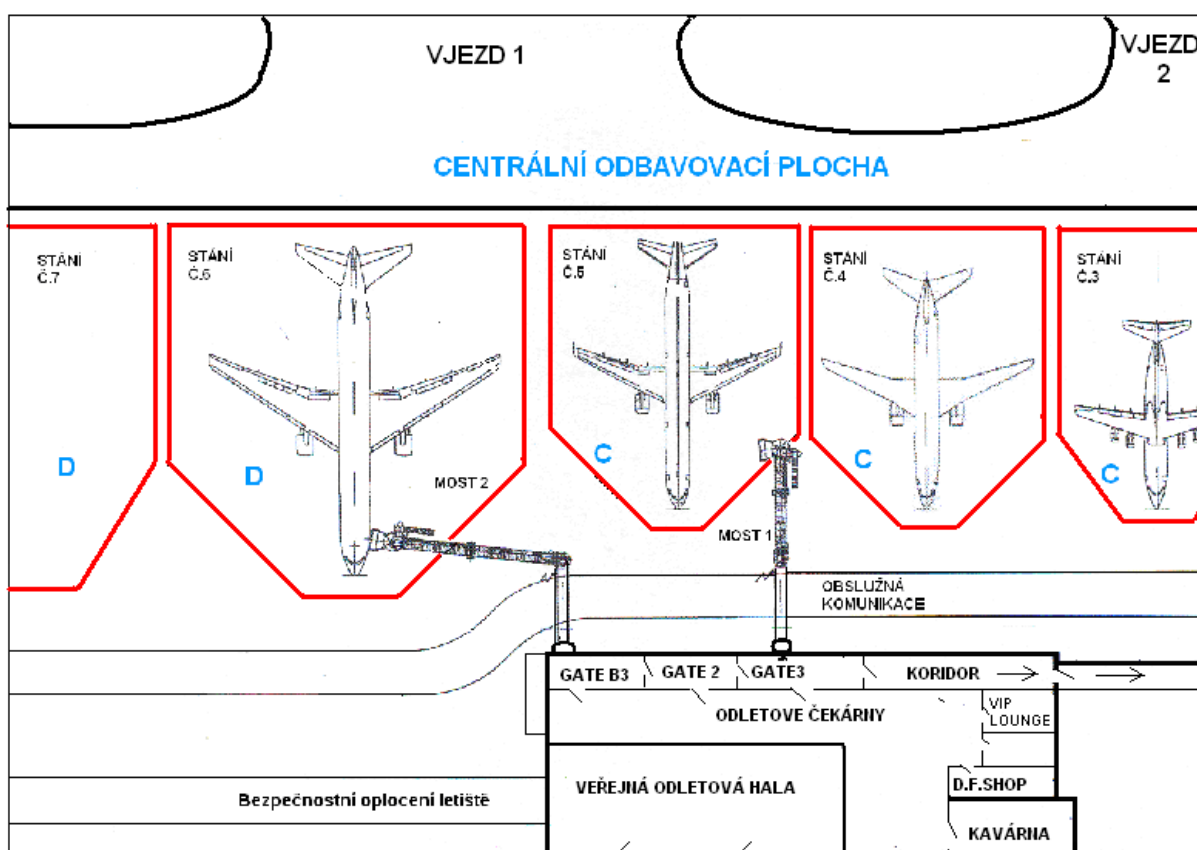 VJEZD 1
VJEZD
2
CENTRÁLNÍ ODBAVOVACÍ PLOCHA
STÁNÍ
Č.7
STÁNÍ
Č.6
STÁNÍ
Č.5
STÁNÍ
Č.4
STÁNÍ
Č.3
D
D
C
C
C
MOST 2
MOST 1
OBSLUŽNÁ
KOMUNIKACE
GATE B3
GATE 2
GATE3
KORIDOR
ODLETOVE ČEKÁRNY
VIP
LOUNGE
VEŘEJNÁ ODLETOVÁ HALA
D.F.SHOP
Bezpečnostní oplocení letiště
KAVÁRNA